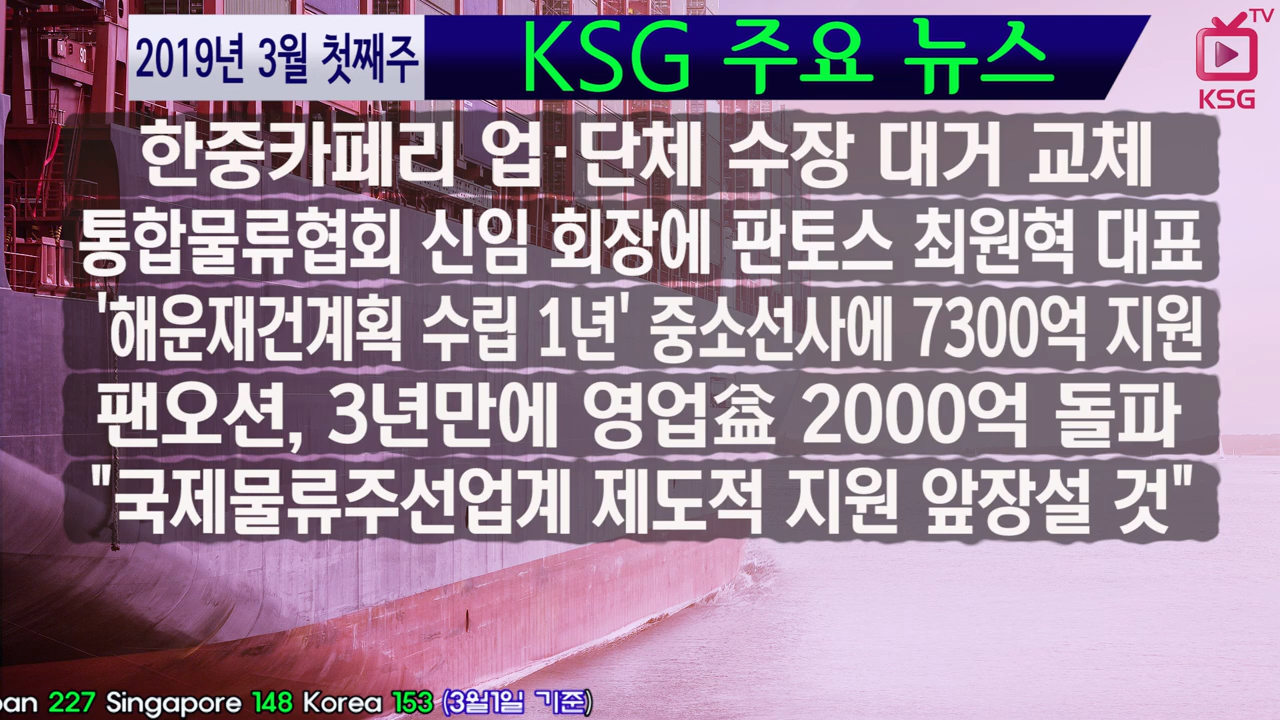 2019년 3월 첫째주
KSG 주요 뉴스
TV
KSG
한중카페리 업·단체 수장 대거 교체
통합물류협회 신임 회장에 판토스 최원혁 대표
'해운재건계획 수립 1년' 중소선사에 7300억 지원
팬오션, 3년만에 영업益 2000억 돌파
"국제물류주선업계 제도적 지원 앞장설 것"
pan 227 Singapore 148 Korea 153 (3월1일 기준)